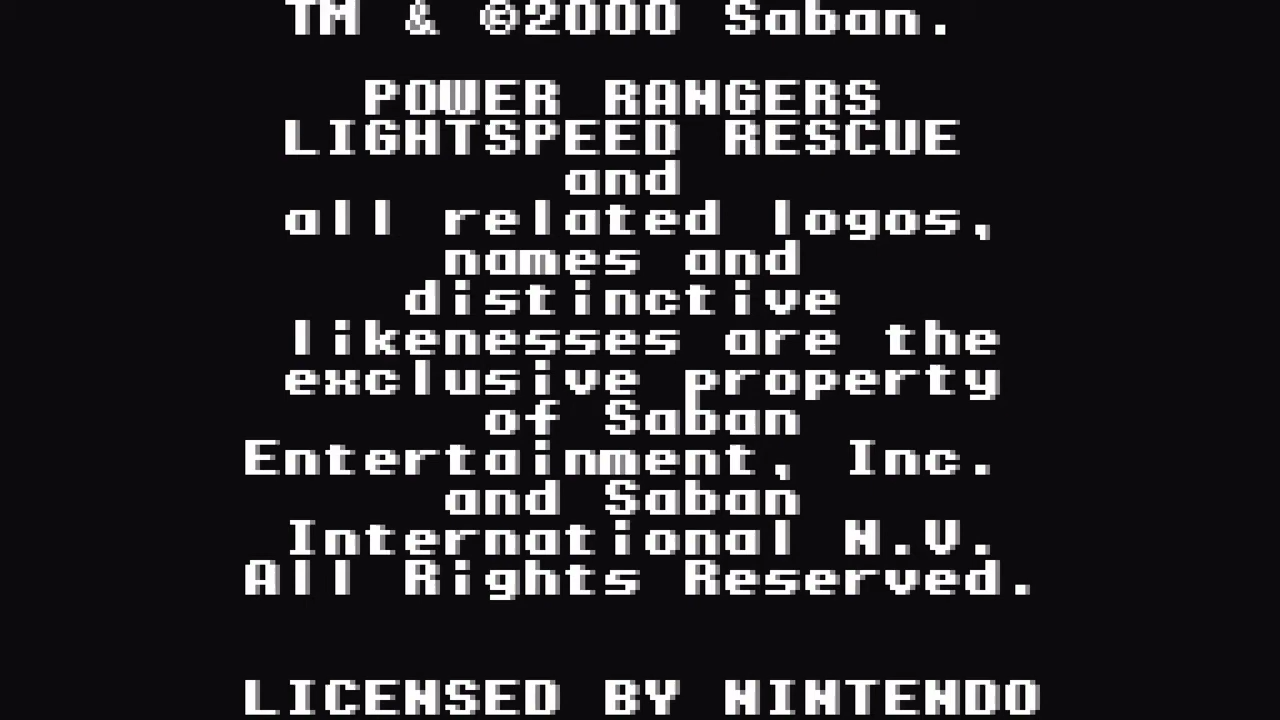 TM & ©2000 Saban.
POWER RANGERS
LIGHTSPEED RESCUE
and
all related logos,
names and
distinctive
likenesses are the
exclusive property
of Saban
Entertainment, Inc.
and Saban
International N.V.
All Rights Reserved.
LICENSED BY NINTENDO